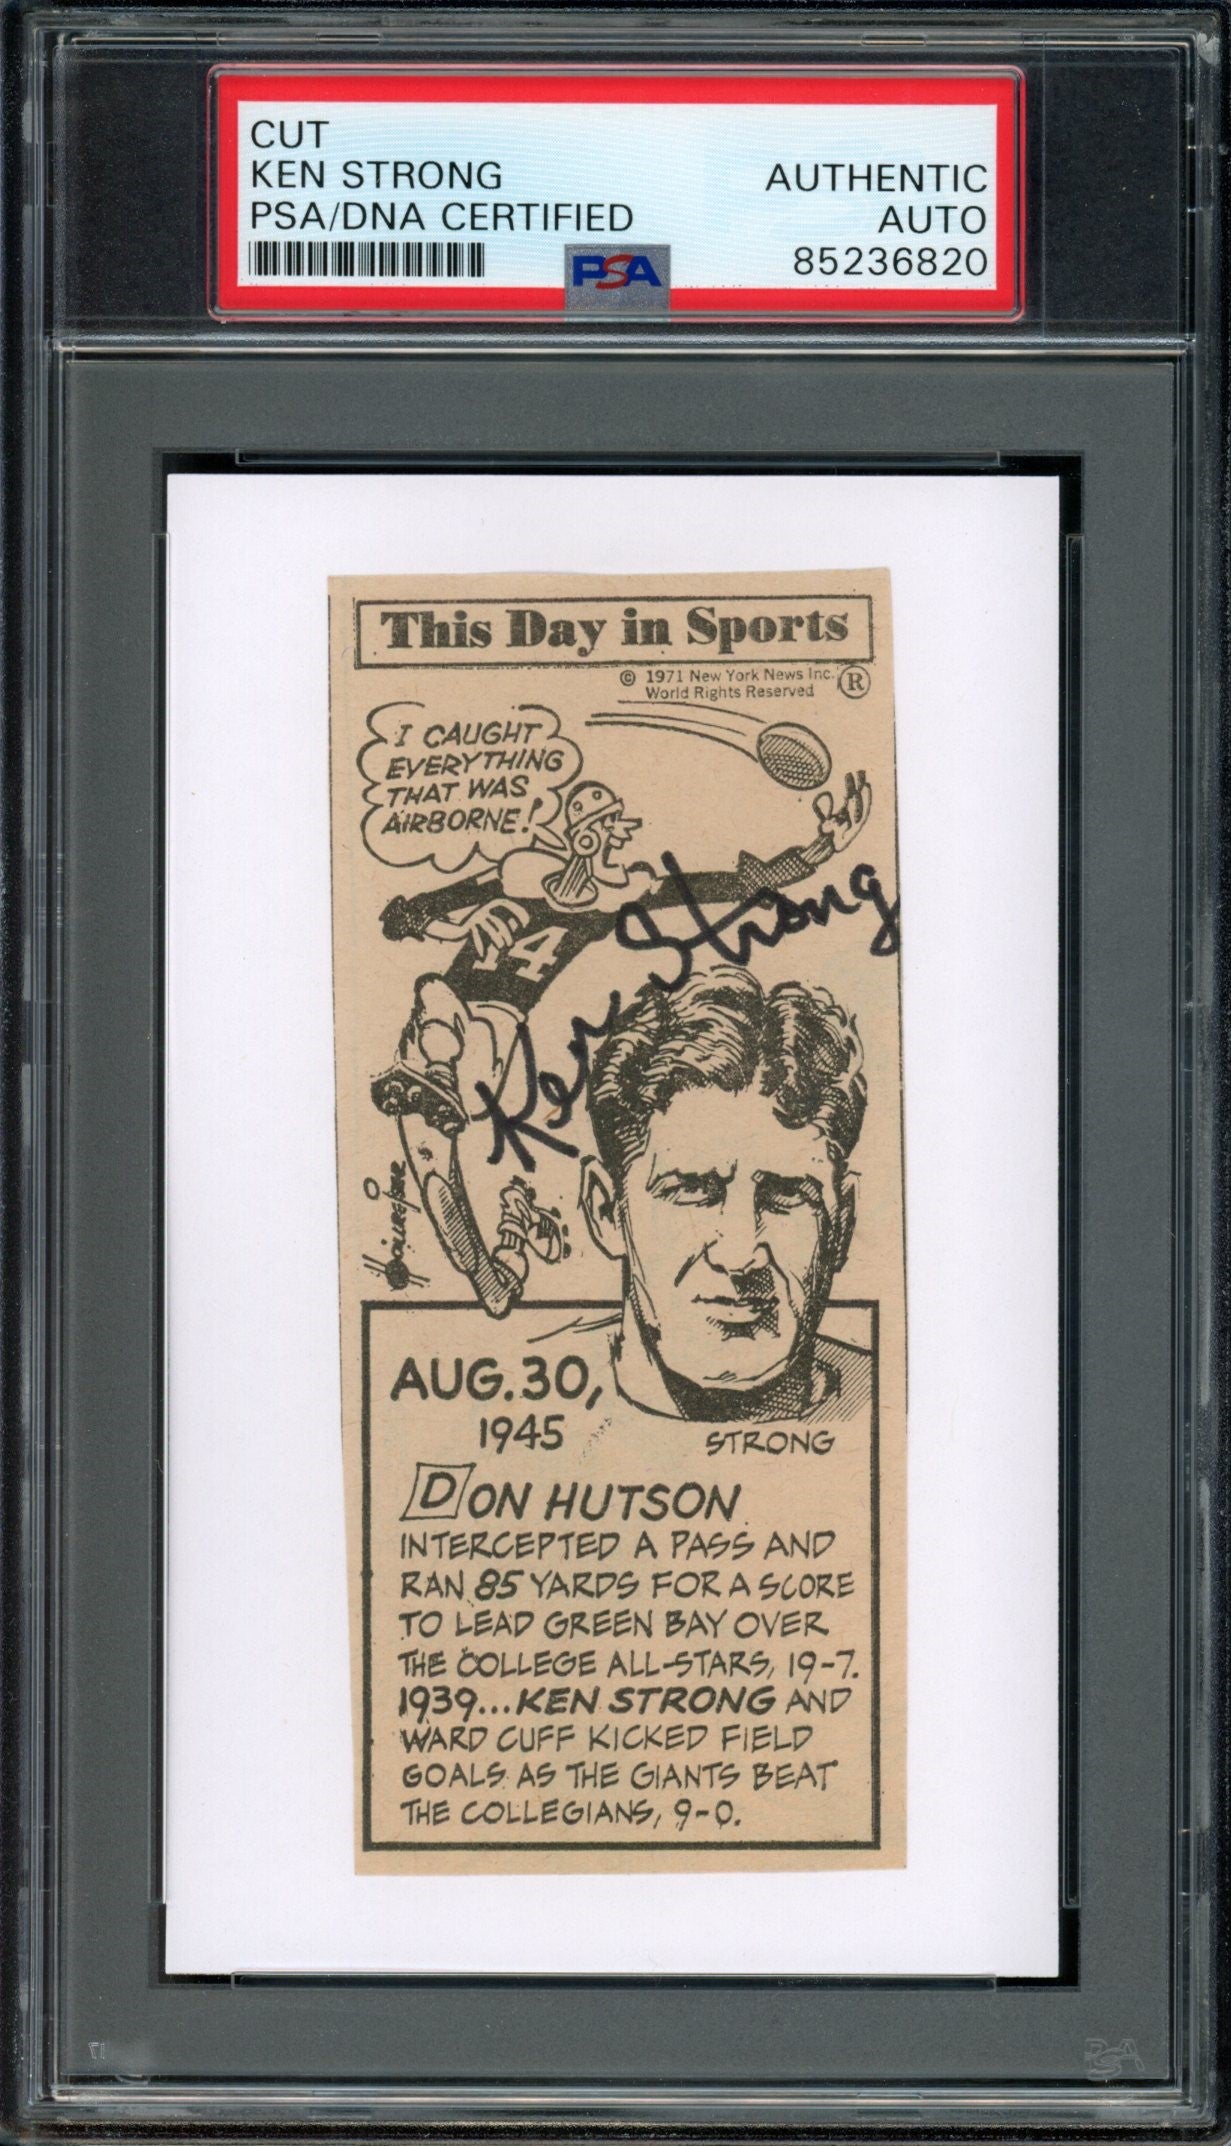 CUT
KEN STRONG
PSA/DNA CERTIFIED
AUTHENTIC
AUTO
85236820
PSA
This Day in Sports
© 1971 New York News Inc. ®
World Rights Reserved
I CAUGHT
EVERYTHING
THAT WAS
AIRBORNE!
14
Ken Strong
AUG. 30,
1945
STRONG
DON HUTSON
INTERCEPTED A PASS AND
RAN 85 YARDS FOR A SCORE
TO LEAD GREEN BAY OVER
THE COLLEGE ALL-STARS, 19-7.
1939...KEN STRONG AND
WARD CUFF KICKED FIELD
GOALS AS THE GIANTS BEAT
THE COLLEGIANS, 9-0.
PSA